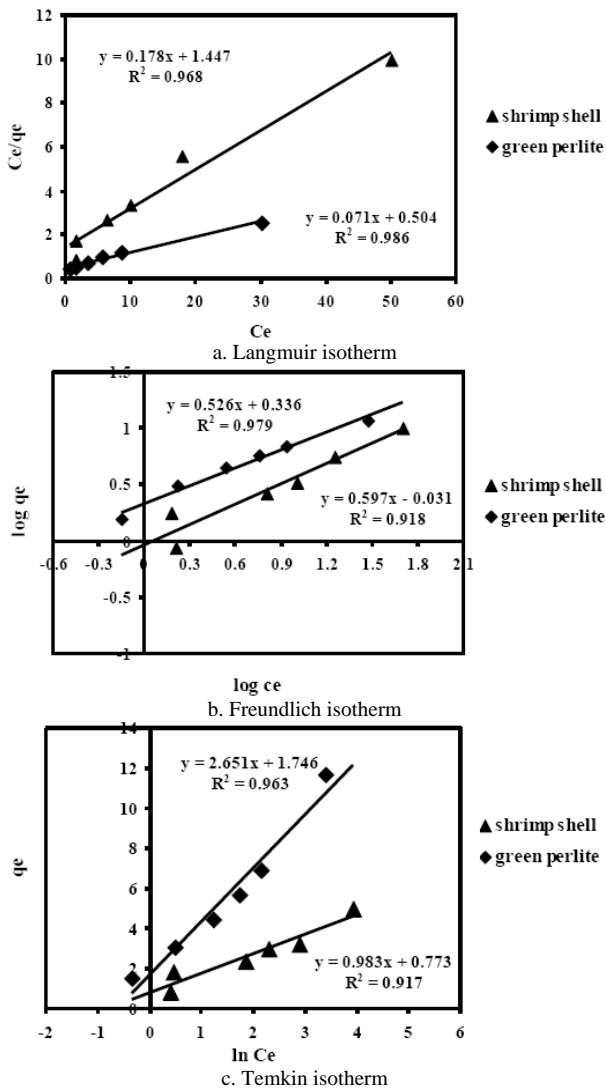 12
10
8
6
4
2
0
Ce/qe
y = 0.178x + 1.447
R² = 0.968
y = 0.071x + 0.504
R² = 0.986
shrimp shell
green perlite
0 10 20 30 40 50 60
Ce
a. Langmuir isotherm
1.5
1
0.5
0
-0.5
-1
log qe
y = 0.526x + 0.336
R² = 0.979
y = 0.597x - 0.031
R² = 0.918
shrimp shell
green perlite
-0.6 -0.3 0 0.3 0.6 0.9 1.2 1.5 1.8 2.1
log ce
b. Freundlich isotherm
14
12
10
8
6
4
2
0
qe
y = 2.651x + 1.746
R² = 0.963
y = 0.983x + 0.773
R² = 0.917
shrimp shell
green perlite
-2 -1 0 1 2 3 4 5 6
ln Ce
c. Temkin isotherm